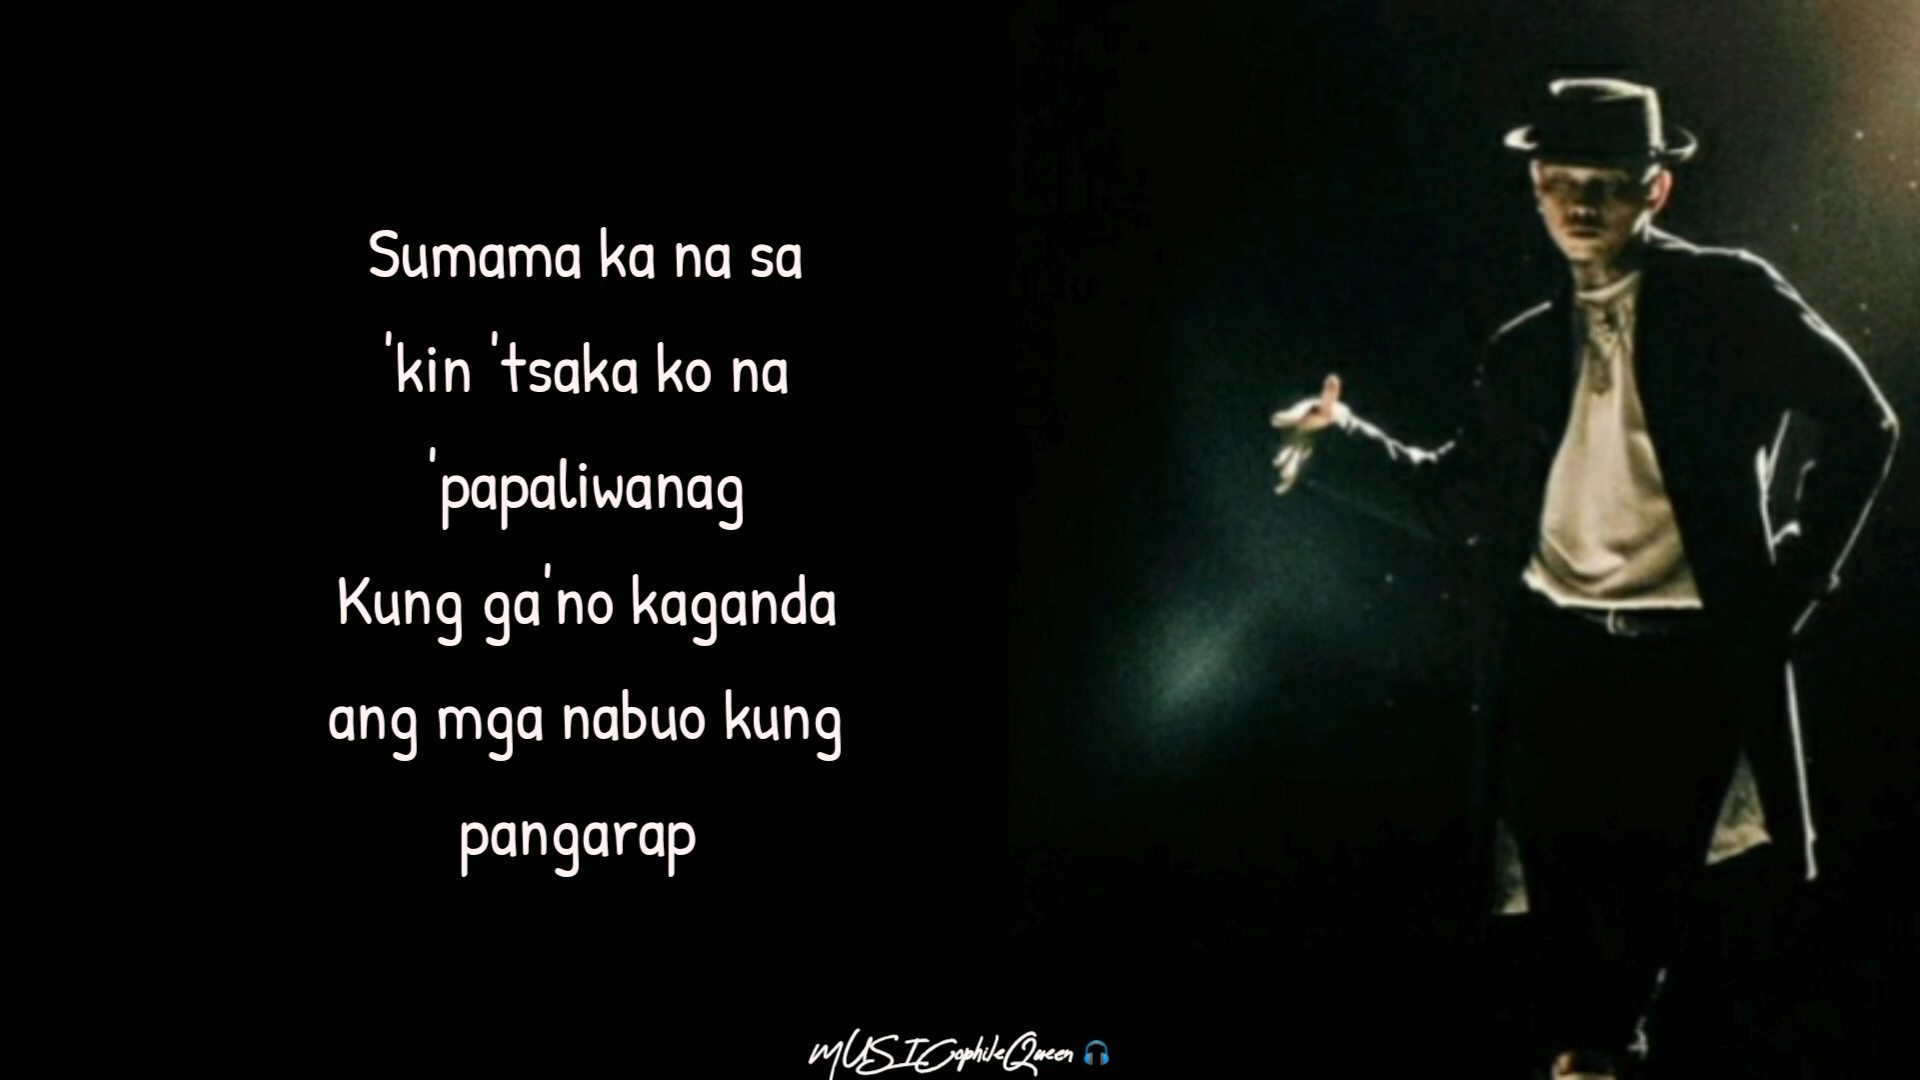 Sumama ka na sa
'kin 'tsaka ko na
'papaliwanag
Kung ga'no kaganda
ang mga nabuo kung
pangarap
mUSICophileQueen